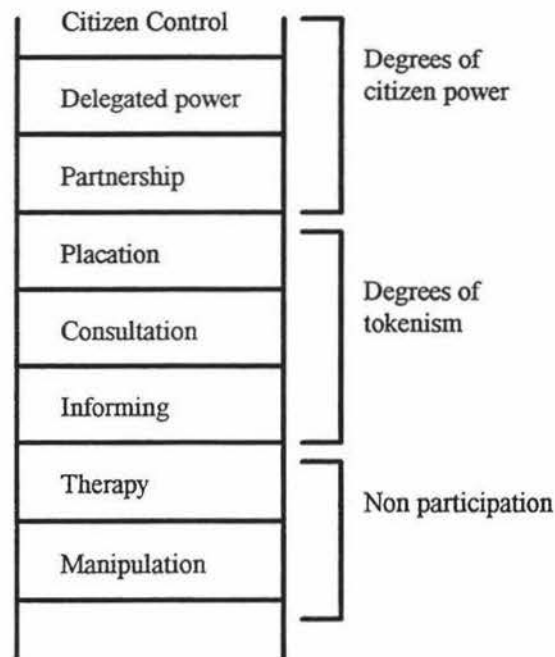 Citizen Control
Delegated power
Partnership
Placation
Consultation
Informing
Therapy
Manipulation
Degrees of
citizen power
Degrees of
tokenism
Non participation